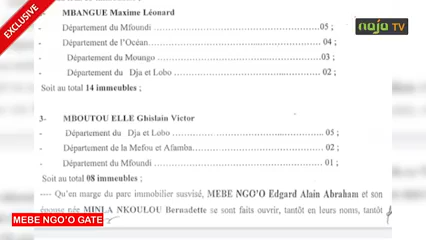 EXCLUSIVE
naja TV
2- MBANGUE Maxime Léonard
- Département du Mfoundi ...05 ;
- Département de l'Océan... 04 ;
- Département du Moungo ...03 ;
- Département du Dja et Lobo ... 02 ;
Soit au total 14 immeubles ;
3- MBOUTOU ELLE Ghislain Victor
- Département du Dja et Lobo ...05 ;
- Département de la Mefou et Afamba...02 ;
- Département du Mfoundi ... 01 ;
Soit au total 08 immeubles ;
---- Qu'en marge du parc immobilier susvisé, MEBE NGO'O Edgard Alain Abraham et son
épouse née MINLA NKOULOU Bernadette se sont faits ouvrir, tantôt en leurs noms, tantôt
MEBE NGO'O GATE